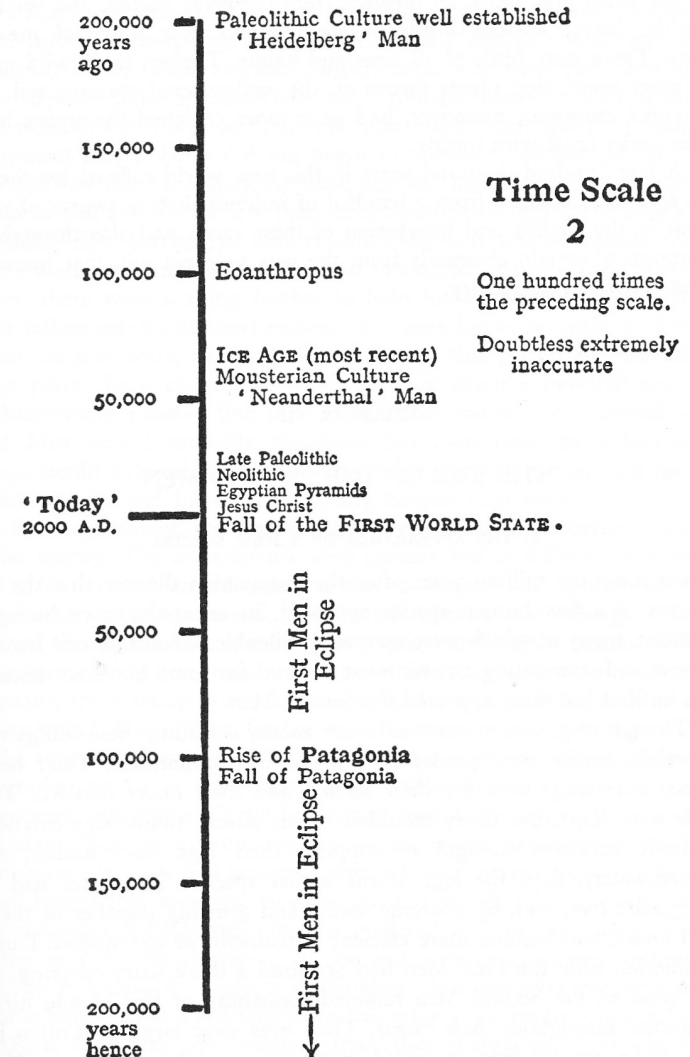 200,000 Paleolithic Culture well established
years 'Heidelberg' Man
ago
150,000
Time Scale
2
100,000 Eoanthropus
One hundred times
the preceding scale.
Doubtless extremely
inaccurate
ICE AGE (most recent)
Mousterian Culture
50,000 'Neanderthal' Man
Late Paleolithic
Neolithic
Egyptian Pyramids
'Today' Jesus Christ
2000 A.D. Fall of the FIRST WORLD STATE.
First Men in
Eclipse
50,000
100,000 Rise of Patagonia
Fall of Patagonia
First Men in Eclipse
150,000
200,000
years
hence